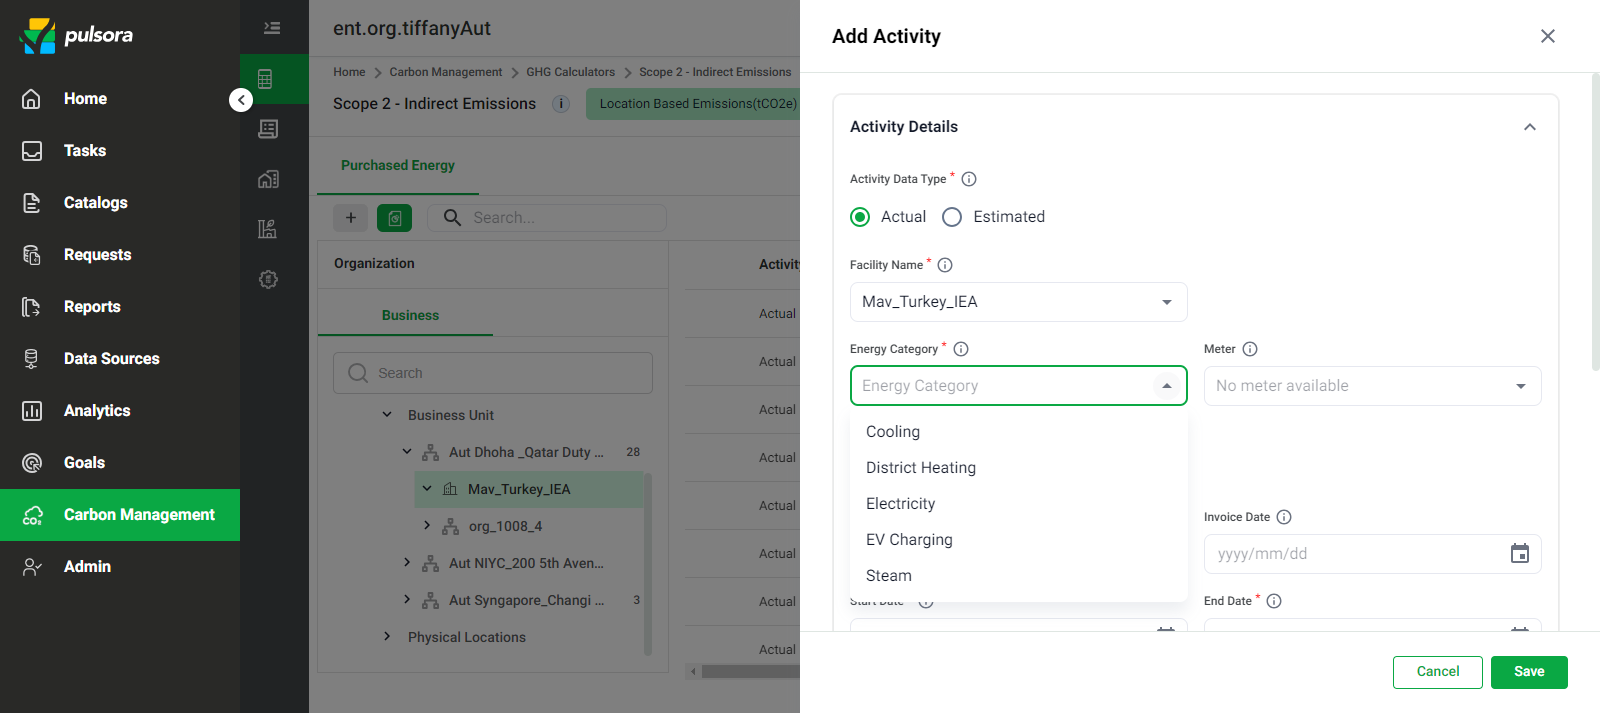 pulsora
Home
Tasks
Catalogs
Requests
Reports
Data Sources
Analytics
Goals
Carbon Management
Admin
ent.org.tiffanyAut
Home > Carbon Management > GHG Calculators > Scope 2 - Indirect Emissions
Scope 2 - Indirect Emissions
Location Based Emissions(tCO2e)
Purchased Energy
+
Search...
Organization
Business
Search
Business Unit
Aut Dhoha _Qatar Duty ... 28
Mav_Turkey_IEA
org_1008_4
Aut NIYC_200 5th Aven...
Aut Syngapore_Changi ... 3
Physical Locations
Activity
Actual
Actual
Actual
Actual
Actual
Actual
Actual
Actual
Add Activity
Activity Details
Activity Data Type *
Actual Estimated
Facility Name *
Mav_Turkey_IEA
Energy Category * Meter
Energy Category No meter available
Cooling
District Heating
Electricity
EV Charging
Steam
Invoice Date
yyyy/mm/dd
Start Date End Date *
Cancel Save